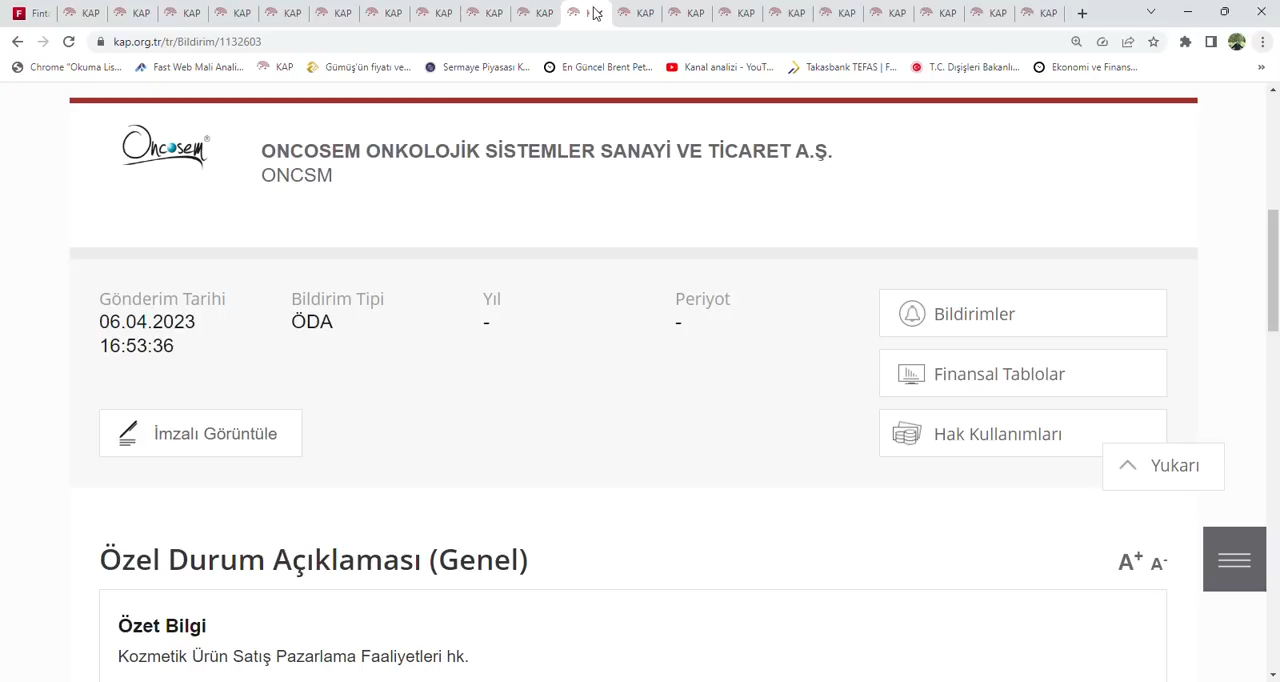 F Fint KAP KAP KAP KAP KAP KAP KAP KAP KAP KAP KAP KAP KAP KAP KAP KAP KAP KAP KAP
kap.org.tr/tr/Bildirim/1132603
Chrome "Okuma Lis... Fast Web Mali Anali... KAP Gümüş'ün fiyatı ve... Sermaye Piyasası K... En Güncel Brent Pet... Kanal analizi - YouT... Takasbank TEFAS | F... T.C. Dışişleri Bakanlı... Ekonomi ve Finans... »
Oncosem®
ONCOSEM ONKOLOJİK SİSTEMLER SANAYİ VE TİCARET A.Ş.
ONCSM
Gönderim Tarihi Bildirim Tipi Yıl Periyot
06.04.2023 ÖDA - -
16:53:36
Bildirimler
Finansal Tablolar
İmzalı Görüntüle
Hak Kullanımları
Yukarı
Özel Durum Açıklaması (Genel)
A+ A-
Özet Bilgi
Kozmetik Ürün Satış Pazarlama Faaliyetleri hk.